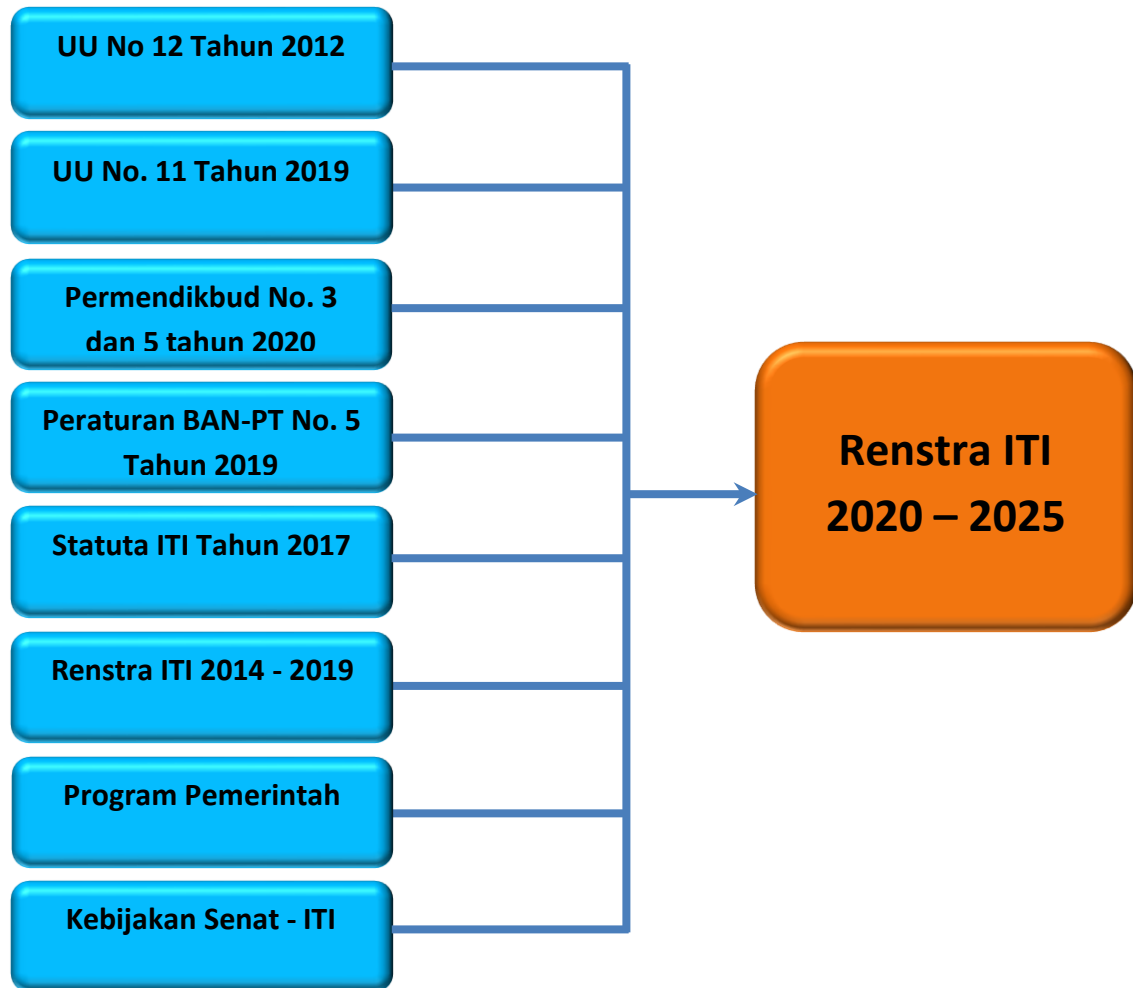 UU No 12 Tahun 2012
UU No. 11 Tahun 2019
Permendikbud No. 3
dan 5 tahun 2020
Peraturan BAN-PT No. 5
Tahun 2019
Statuta ITI Tahun 2017
Renstra ITI 2014 - 2019
Program Pemerintah
Kebijakan Senat - ITI
Renstra ITI
2020 – 2025